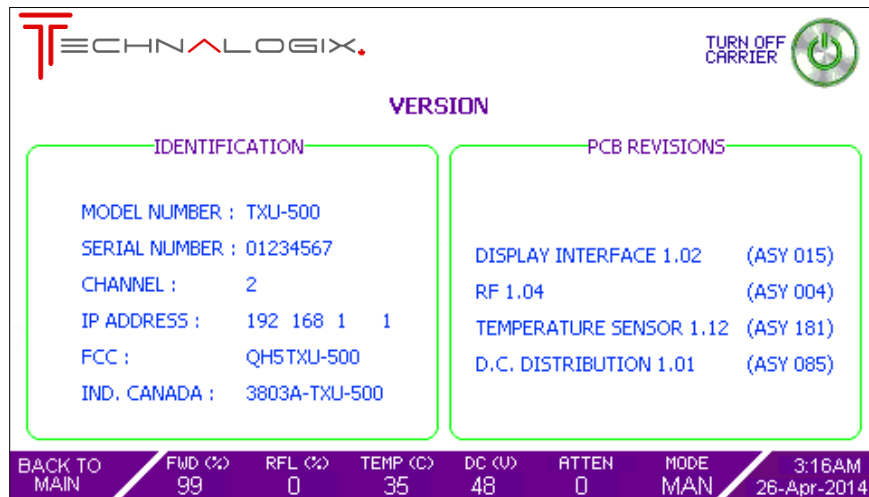 TECHNALOGIX.
TURN OFF
CARRIER
VERSION
IDENTIFICATION
MODEL NUMBER : TXU-500
SERIAL NUMBER : 01234567
CHANNEL : 2
IP ADDRESS : 192 168 1 1
FCC : QH5TXU-500
IND. CANADA : 3803A-TXU-500
PCB REVISIONS
DISPLAY INTERFACE 1.02 (ASY 015)
RF 1.04 (ASY 004)
TEMPERATURE SENSOR 1.12 (ASY 181)
D.C. DISTRIBUTION 1.01 (ASY 085)
BACK TO
MAIN
FWD (%) RFL (%) TEMP (C) DC (V) ATTEN MODE
99 0 35 48 0 MAN
3:16AM
26-Apr-2014